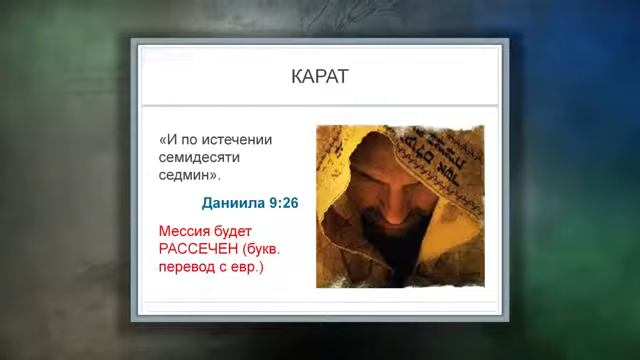 КАРАТ
«И по истечении
семидесяти
седмин».
Даниила 9:26
Мессия будет
РАССЕЧЕН (букв.
перевод с евр.)